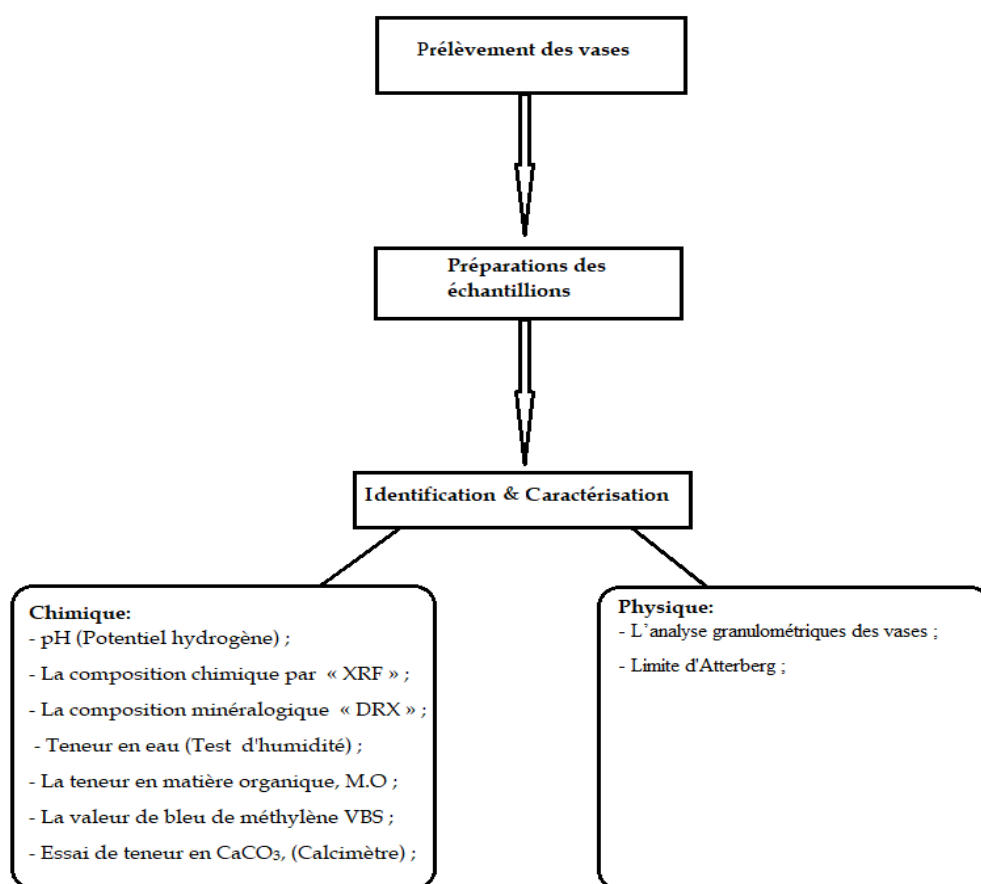 Prélèvement des vases
Préparations des
échantillions
Identification & Caractérisation
Chimique:
- pH (Potentiel hydrogène) ;
- La composition chimique par « XRF » ;
- La composition minéralogique « DRX » ;
- Teneur en eau (Test d'humidité) ;
- La teneur en matière organique, M.O ;
- La valeur de bleu de méthylène VBS ;
- Essai de teneur en CaCO₃, (Calcimètre) ;
Physique:
- L'analyse granulométriques des vases ;
- Limite d'Atterberg ;